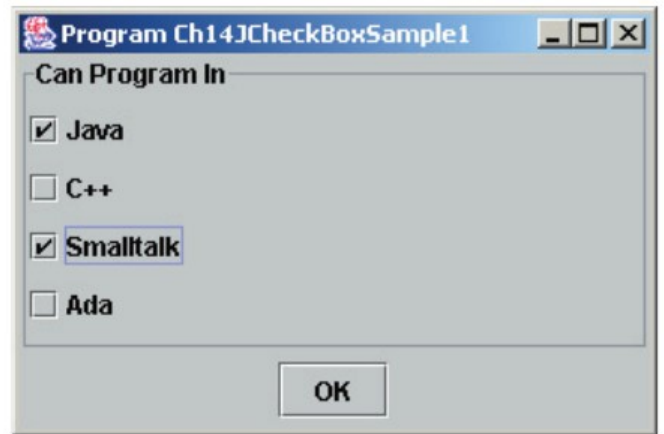 Program Ch14JCheckBoxSample1
Can Program In
Java
C++
Smalltalk
Ada
OK